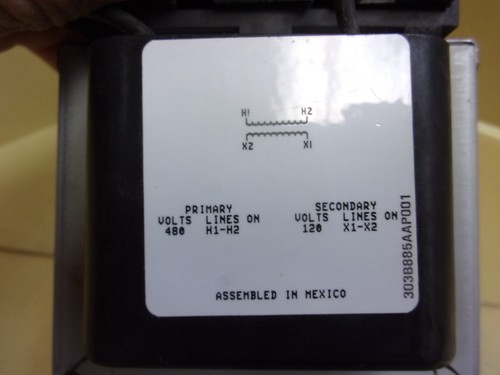 H1 H2
X2 X1
PRIMARY SECONDARY
VOLTS LINES ON VOLTS LINES ON
480 H1-H2 120 X1-X2
303B885AAP001
ASSEMBLED IN MEXICO